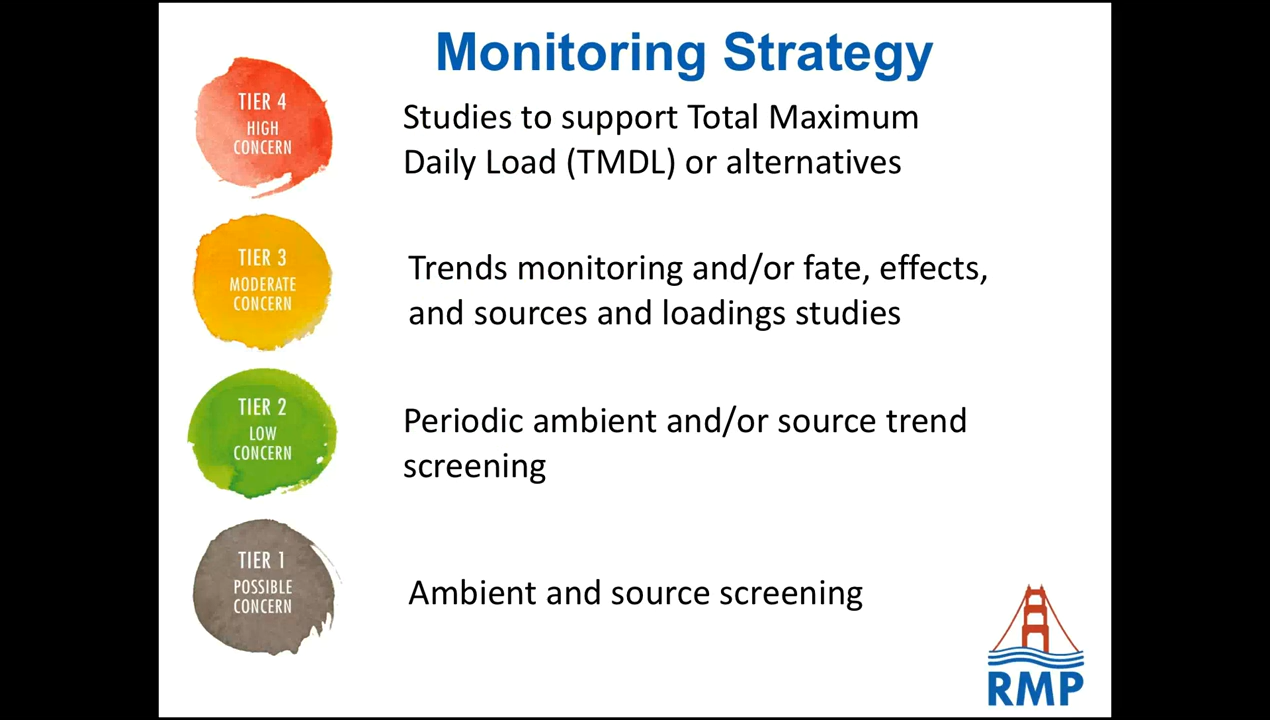 Monitoring Strategy
TIER 4
HIGH
CONCERN
Studies to support Total Maximum
Daily Load (TMDL) or alternatives
TIER 3
MODERATE
CONCERN
Trends monitoring and/or fate, effects,
and sources and loadings studies
TIER 2
LOW
CONCERN
Periodic ambient and/or source trend
screening
TIER 1
POSSIBLE
CONCERN
Ambient and source screening
RMP